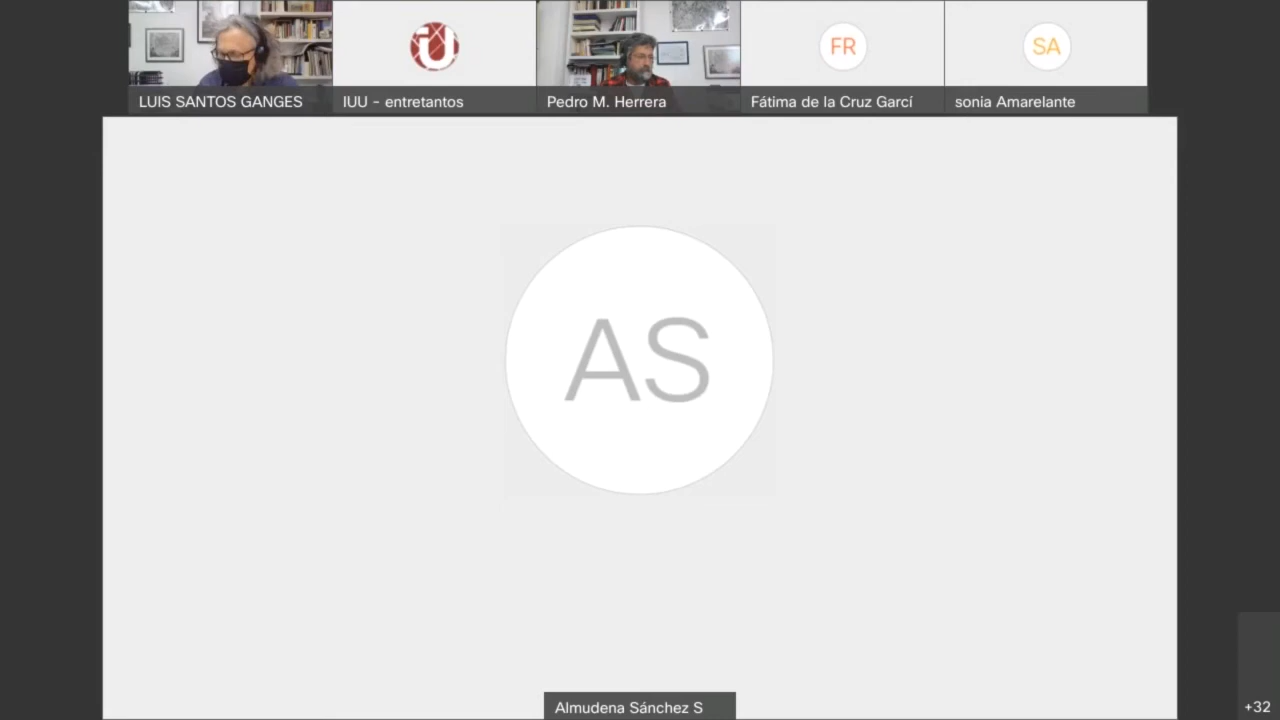 LUIS SANTOS GANGES
IUU - entretantos
Pedro M. Herrera
FR
Fátima de la Cruz Garcí
SA
sonia Amarelante
AS
Almudena Sánchez S
+32